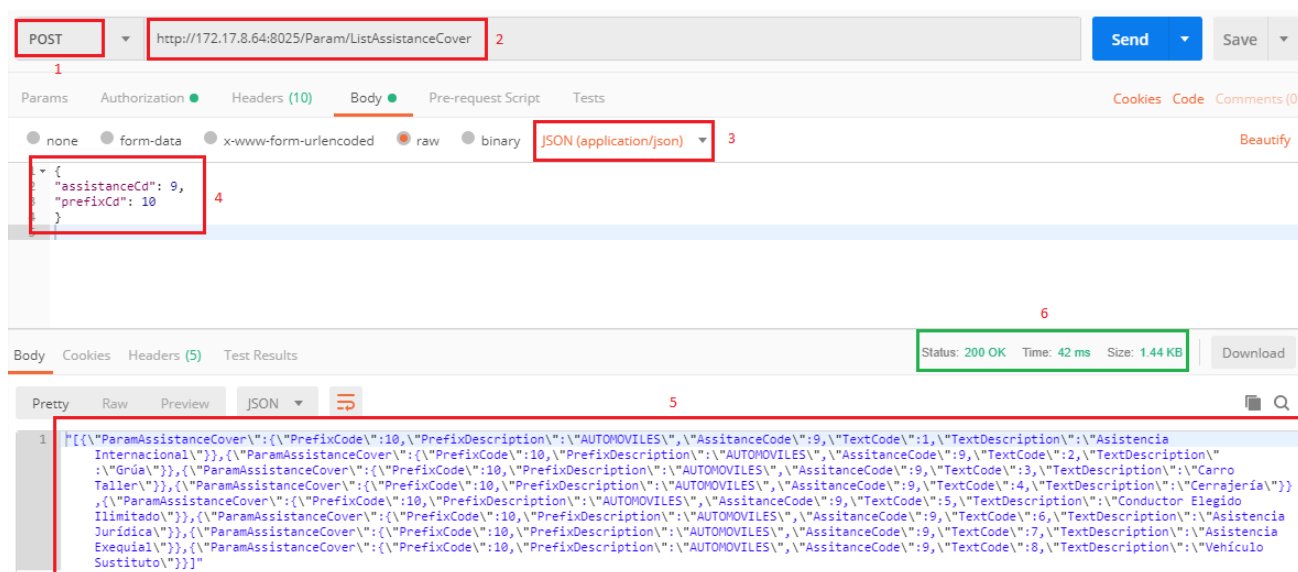 POST
http://172.17.8.64:8025/Param/ListAssistanceCover
2
Send
Save
1
Params Authorization Headers (10) Body Pre-request Script Tests Cookies Code Comments (0
none form-data x-www-form-urlencoded raw binary JSON (application/json) 3 Beautify
1 {
2 "assistanceCd": 9,
3 "prefixCd": 10
4 }
5
4
6
Body Cookies Headers (5) Test Results Status: 200 OK Time: 42 ms Size: 1.44 KB Download
Pretty Raw Preview JSON 5
1 "[{\"ParamAssistanceCover\":{\"PrefixCode\":10,\"PrefixDescription\":\"AUTOMOVILES\",\"AssitanceCode\":9,\"TextCode\":1,\"TextDescription\":\"Asistencia
Internacional\"}},{\"ParamAssistanceCover\":{\"PrefixCode\":10,\"PrefixDescription\":\"AUTOMOVILES\",\"AssitanceCode\":9,\"TextCode\":2,\"TextDescription\"
:\"Grúa\"}},{\"ParamAssistanceCover\":{\"PrefixCode\":10,\"PrefixDescription\":\"AUTOMOVILES\",\"AssitanceCode\":9,\"TextCode\":3,\"TextDescription\":\"Carro
Taller\"}},{\"ParamAssistanceCover\":{\"PrefixCode\":10,\"PrefixDescription\":\"AUTOMOVILES\",\"AssitanceCode\":9,\"TextCode\":4,\"TextDescription\":\"Cerrajería\"}}
,{\"ParamAssistanceCover\":{\"PrefixCode\":10,\"PrefixDescription\":\"AUTOMOVILES\",\"AssitanceCode\":9,\"TextCode\":5,\"TextDescription\":\"Conductor Elegido
Ilimitado\"}},{\"ParamAssistanceCover\":{\"PrefixCode\":10,\"PrefixDescription\":\"AUTOMOVILES\",\"AssitanceCode\":9,\"TextCode\":6,\"TextDescription\":\"Asistencia
Jurídica\"}},{\"ParamAssistanceCover\":{\"PrefixCode\":10,\"PrefixDescription\":\"AUTOMOVILES\",\"AssitanceCode\":9,\"TextCode\":7,\"TextDescription\":\"Asistencia
Exequial\"}},{\"ParamAssistanceCover\":{\"PrefixCode\":10,\"PrefixDescription\":\"AUTOMOVILES\",\"AssitanceCode\":9,\"TextCode\":8,\"TextDescription\":\"Vehículo
Sustituto\"}}]"